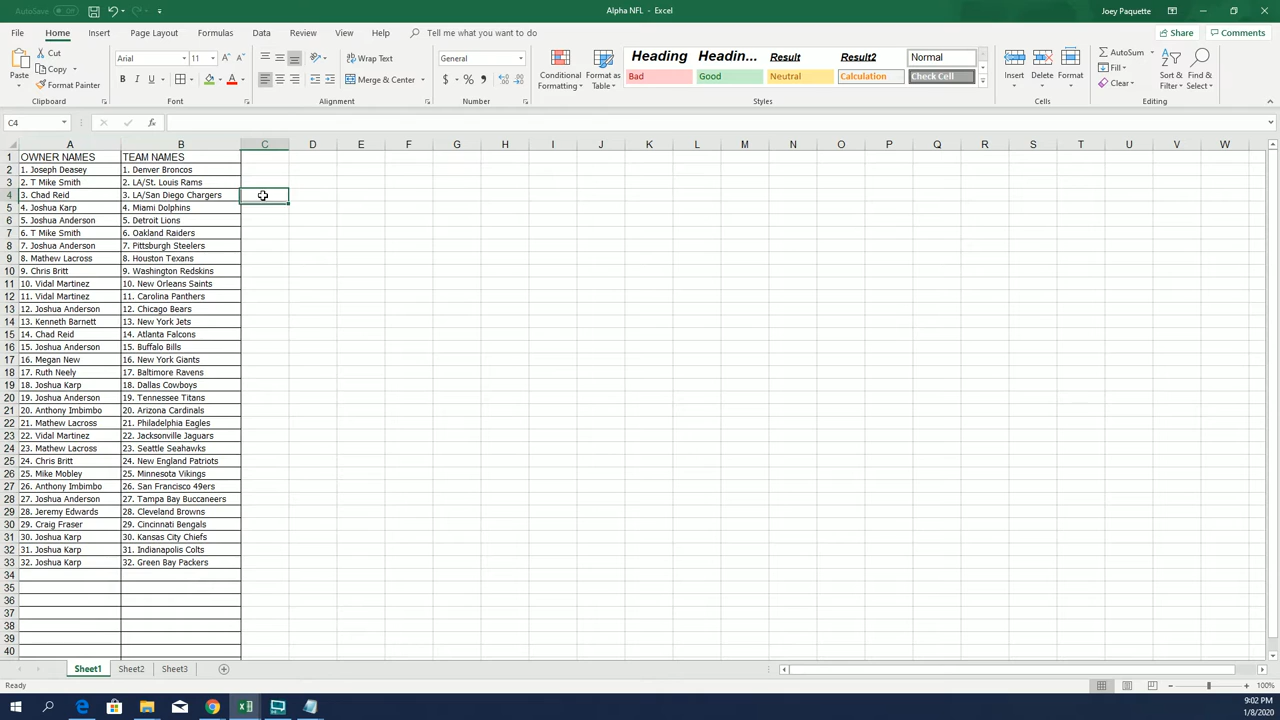 AutoSave Off
Alpha NFL - Excel
Joey Paquette
File Home Insert Page Layout Formulas Data Review View Help Tell me what you want to do
Share Comments
Paste
Cut
Copy
Format Painter
Clipboard
Arial 11
B I U
Font
Wrap Text
Merge & Center
Alignment
General
$ % ,
Number
Conditional Formatting
Format as Table
Heading Headin... Result Result2 Normal
Bad Good Neutral Calculation Check Cell
Styles
Insert Delete Format
Cells
AutoSum
Fill
Clear
Sort & Filter
Find & Select
Editing
C4
fx
A B C D E F G H I J K L M N O P Q R S T U V W
1 OWNER NAMES TEAM NAMES
2 1. Joseph Deasey 1. Denver Broncos
3 2. T Mike Smith 2. LA/St. Louis Rams
4 3. Chad Reid 3. LA/San Diego Chargers
5 4. Joshua Karp 4. Miami Dolphins
6 5. Joshua Anderson 5. Detroit Lions
7 6. T Mike Smith 6. Oakland Raiders
8 7. Joshua Anderson 7. Pittsburgh Steelers
9 8. Mathew Lacross 8. Houston Texans
10 9. Chris Britt 9. Washington Redskins
11 10. Vidal Martinez 10. New Orleans Saints
12 11. Vidal Martinez 11. Carolina Panthers
13 12. Joshua Anderson 12. Chicago Bears
14 13. Kenneth Barnett 13. New York Jets
15 14. Chad Reid 14. Atlanta Falcons
16 15. Joshua Anderson 15. Buffalo Bills
17 16. Megan New 16. New York Giants
18 17. Ruth Neely 17. Baltimore Ravens
19 18. Joshua Karp 18. Dallas Cowboys
20 19. Joshua Anderson 19. Tennessee Titans
21 20. Anthony Imbimbo 20. Arizona Cardinals
22 21. Mathew Lacross 21. Philadelphia Eagles
23 22. Vidal Martinez 22. Jacksonville Jaguars
24 23. Mathew Lacross 23. Seattle Seahawks
25 24. Chris Britt 24. New England Patriots
26 25. Mike Mobley 25. Minnesota Vikings
27 26. Anthony Imbimbo 26. San Francisco 49ers
28 27. Joshua Anderson 27. Tampa Bay Buccaneers
29 28. Jeremy Edwards 28. Cleveland Browns
30 29. Craig Fraser 29. Cincinnati Bengals
31 30. Joshua Karp 30. Kansas City Chiefs
32 31. Joshua Karp 31. Indianapolis Colts
33 32. Joshua Karp 32. Green Bay Packers
34
35
36
37
38
39
40
Sheet1 Sheet2 Sheet3
Ready
100%
9:02 PM
1/8/2020